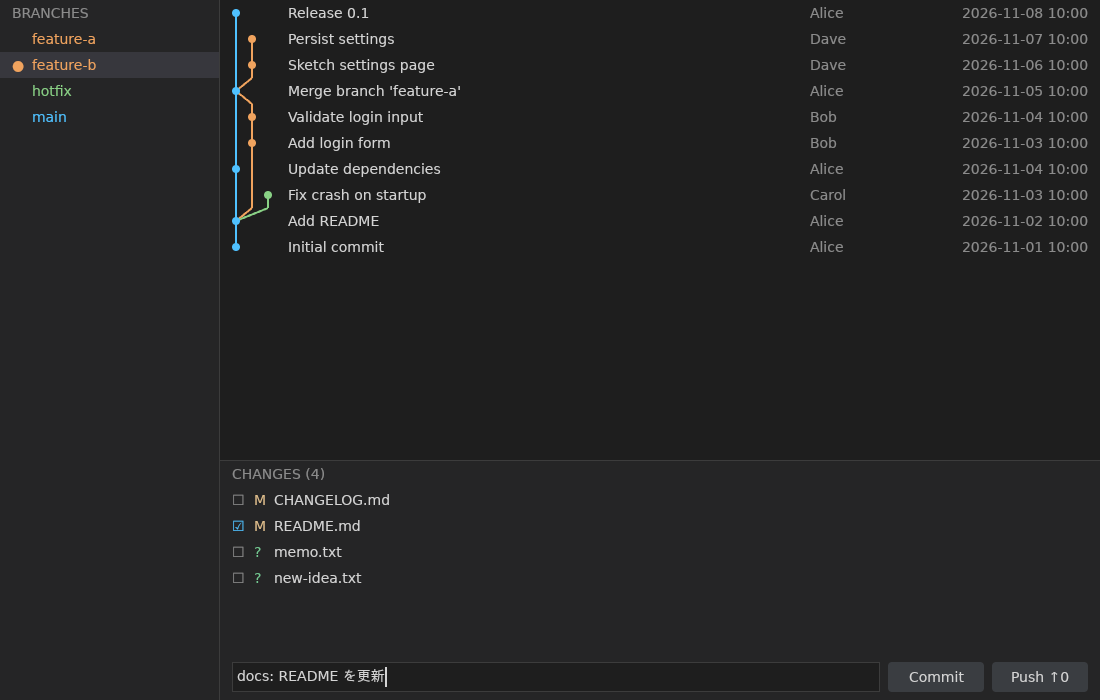 BRANCHES
feature-a
feature-b
hotfix
main
Release 0.1 Alice 2026-11-08 10:00
Persist settings Dave 2026-11-07 10:00
Sketch settings page Dave 2026-11-06 10:00
Merge branch 'feature-a' Alice 2026-11-05 10:00
Validate login input Bob 2026-11-04 10:00
Add login form Bob 2026-11-03 10:00
Update dependencies Alice 2026-11-04 10:00
Fix crash on startup Carol 2026-11-03 10:00
Add README Alice 2026-11-02 10:00
Initial commit Alice 2026-11-01 10:00
CHANGES (4)
☐ M CHANGELOG.md
☑ M README.md
☐ ? memo.txt
☐ ? new-idea.txt
docs: README を更新 Commit Push ↑0